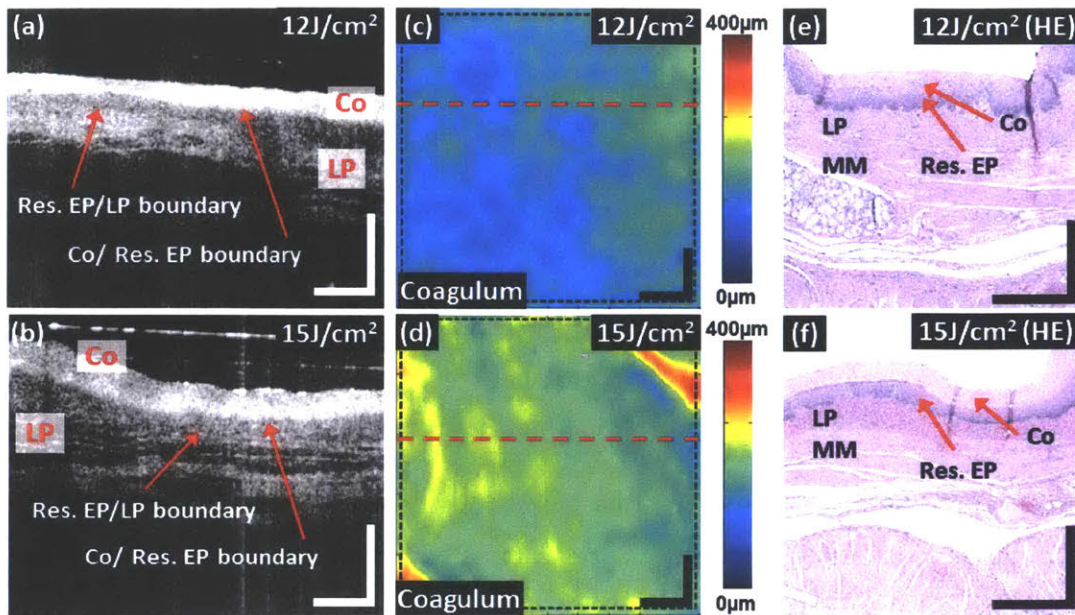 (a) 12J/cm²
Co
LP
Res. EP/LP boundary
Co/ Res. EP boundary
(c) 12J/cm²
Coagulum
400µm
0µm
(e) 12J/cm² (HE)
LP
Co
MM
Res. EP
(b) 15J/cm²
Co
LP
Res. EP/LP boundary
Co/ Res. EP boundary
(d) 15J/cm²
Coagulum
400µm
0µm
(f) 15J/cm² (HE)
LP
MM
Co
Res. EP